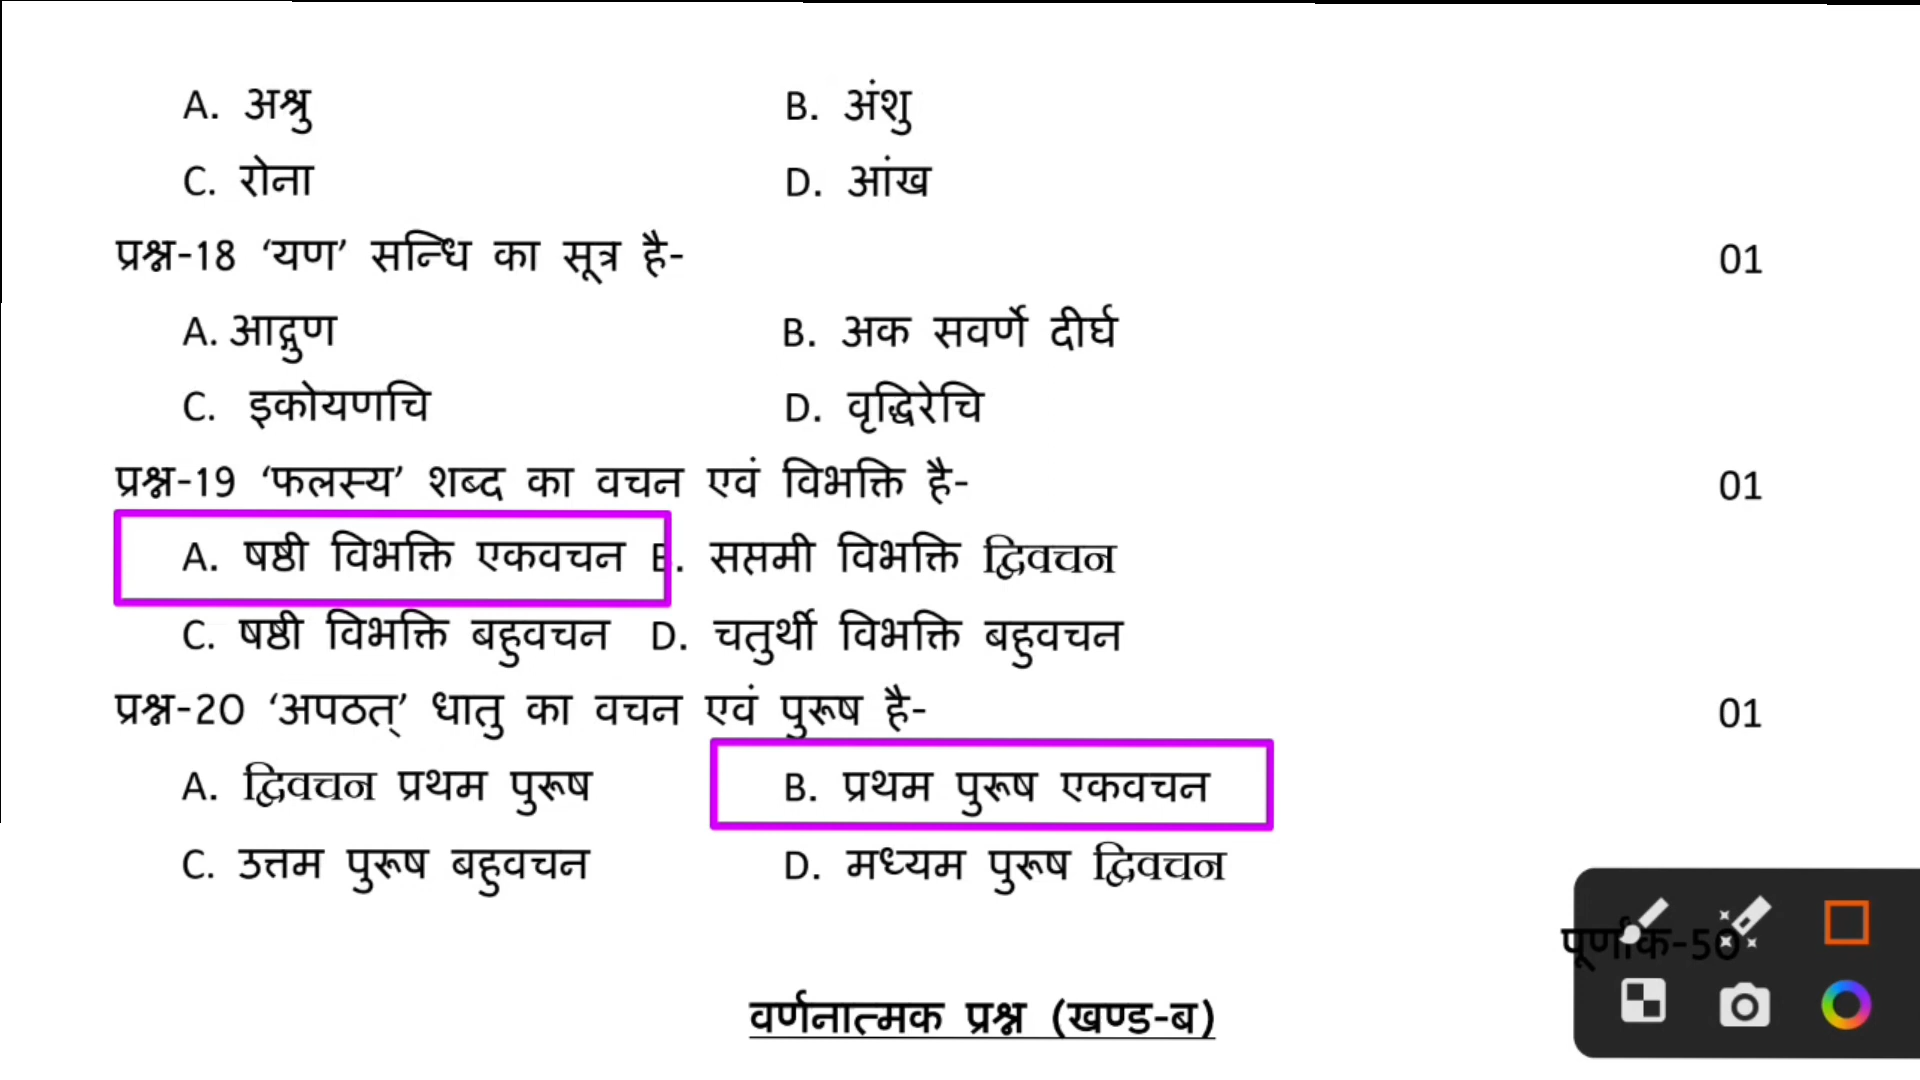 A. अश्रु B. अंशु
C. रोना D. आंख
प्रश्न-18 ‘यण’ सन्धि का सूत्र है- 01
A. आद्गुण B. अक सवर्णे दीर्घ
C. इकोयणचि D. वृद्धिरेचि
प्रश्न-19 ‘फलस्य’ शब्द का वचन एवं विभक्ति है- 01
A. षष्ठी विभक्ति एकवचन B. सप्तमी विभक्ति द्विवचन
C. षष्ठी विभक्ति बहुवचन D. चतुर्थी विभक्ति बहुवचन
प्रश्न-20 ‘अपठत्’ धातु का वचन एवं पुरूष है- 01
A. द्विवचन प्रथम पुरूष B. प्रथम पुरूष एकवचन
C. उत्तम पुरूष बहुवचन D. मध्यम पुरूष द्विवचन
पूर्णांक-50
वर्णनात्मक प्रश्न (खण्ड-ब)